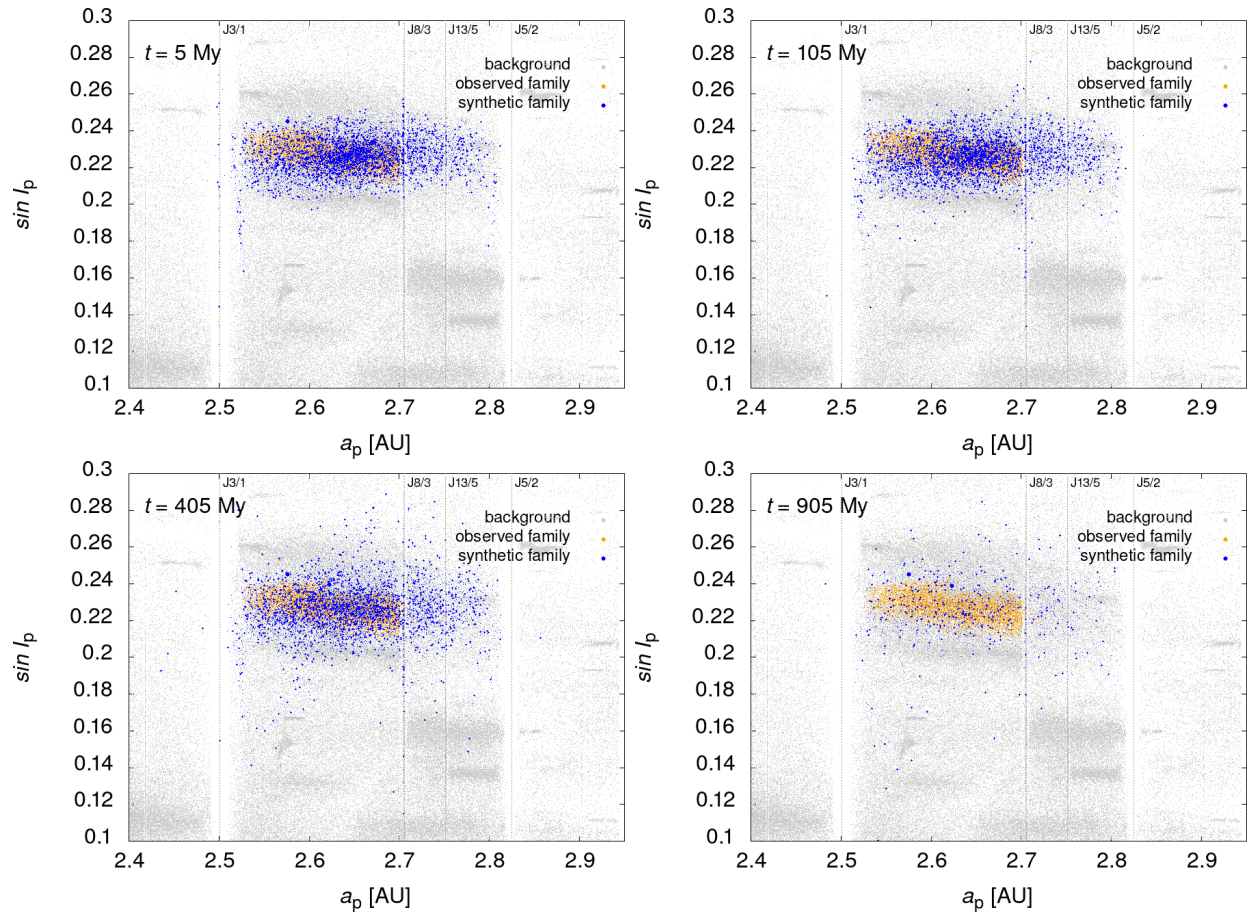 J3/1 J8/3 J13/5 J5/2
t = 5 My
background
observed family
synthetic family
sin Ip
0.3
0.28
0.26
0.24
0.22
0.2
0.18
0.16
0.14
0.12
0.1
2.4 2.5 2.6 2.7 2.8 2.9
ap [AU]
J3/1 J8/3 J13/5 J5/2
t = 105 My
background
observed family
synthetic family
sin Ip
0.3
0.28
0.26
0.24
0.22
0.2
0.18
0.16
0.14
0.12
0.1
2.4 2.5 2.6 2.7 2.8 2.9
ap [AU]
J3/1 J8/3 J13/5 J5/2
t = 405 My
background
observed family
synthetic family
sin Ip
0.3
0.28
0.26
0.24
0.22
0.2
0.18
0.16
0.14
0.12
0.1
2.4 2.5 2.6 2.7 2.8 2.9
ap [AU]
J3/1 J8/3 J13/5 J5/2
t = 905 My
background
observed family
synthetic family
sin Ip
0.3
0.28
0.26
0.24
0.22
0.2
0.18
0.16
0.14
0.12
0.1
2.4 2.5 2.6 2.7 2.8 2.9
ap [AU]